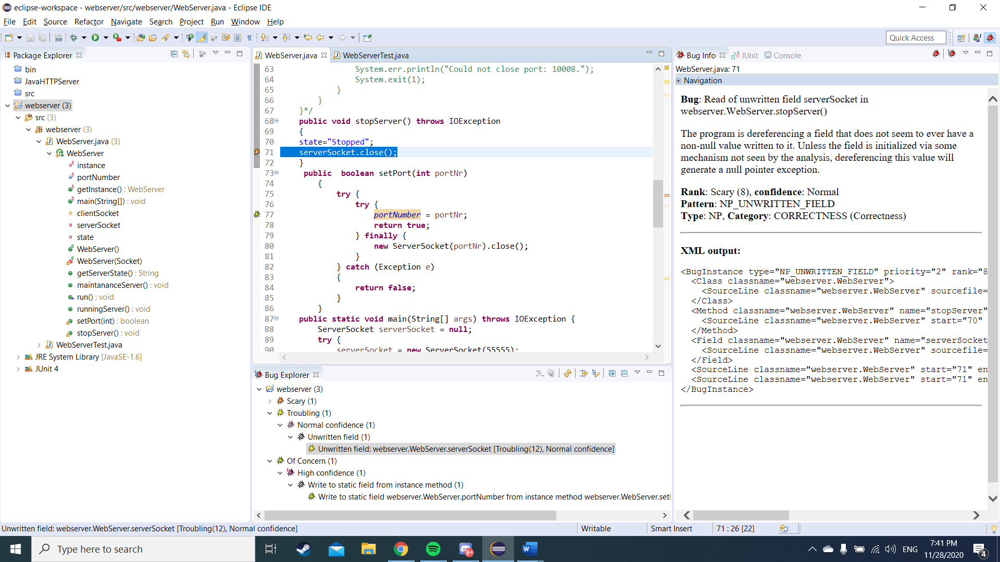 eclipse-workspace - webserver/src/webserver/WebServer.java - Eclipse IDE
File Edit Source Refactor Navigate Search Project Run Window Help
Quick Access
Package Explorer
bin
JavaHTTPServer
src
webserver (3)
src (3)
webserver (3)
WebServer.java (3)
WebServer
instance
portNumber
getInstance() : WebServer
main(String[]) : void
clientSocket
serverSocket
state
WebServer()
WebServer(Socket)
getServerState() : String
maintananceServer() : void
run() : void
runningServer() : void
setPort(int) : boolean
stopServer() : void
WebServerTest.java
JRE System Library [JavaSE-1.6]
JUnit 4
WebServer.java WebServerTest.java
63 System.err.println("Could not close port: 10008.");
64 System.exit(1);
65 }
66 }
67 }*/
68 public void stopServer() throws IOException
69 {
70 state="Stopped";
71 serverSocket.close();
72 }
73 public boolean setPort(int portNr)
74 {
75 try {
76 try {
77 portNumber = portNr;
78 return true;
79 } finally {
80 new ServerSocket(portNr).close();
81 }
82 } catch (Exception e)
83 {
84 return false;
85 }
86 }
87 public static void main(String[] args) throws IOException {
88 ServerSocket serverSocket = null;
89 try {
90 serverSocket = new ServerSocket(55555);
Bug Explorer
webserver (3)
Scary (1)
Troubling (1)
Normal confidence (1)
Unwritten field (1)
Unwritten field: webserver.WebServer.serverSocket [Troubling(12), Normal confidence]
Of Concern (1)
High confidence (1)
Write to static field from instance method (1)
Write to static field webserver.WebServer.portNumber from instance method webserver.WebServer.set
Bug Info JUnit Console
WebServer.java: 71
Navigation
Bug: Read of unwritten field serverSocket in
webserver.WebServer.stopServer()
The program is dereferencing a field that does not seem to ever have a
non-null value written to it. Unless the field is initialized via some
mechanism not seen by the analysis, dereferencing this value will
generate a null pointer exception.
Rank: Scary (8), confidence: Normal
Pattern: NP_UNWRITTEN_FIELD
Type: NP, Category: CORRECTNESS (Correctness)
XML output:
<BugInstance type="NP_UNWRITTEN_FIELD" priority="2" rank="8
<Class classname="webserver.WebServer">
<SourceLine classname="webserver.WebServer" sourcefile=
</Class>
<Method classname="webserver.WebServer" name="stopServer"
<SourceLine classname="webserver.WebServer" start="70"
</Method>
<Field classname="webserver.WebServer" name="serverSocket
<SourceLine classname="webserver.WebServer" sourcefile=
</Field>
<SourceLine classname="webserver.WebServer" start="71" en
<SourceLine classname="webserver.WebServer" start="71" en
</BugInstance>
Unwritten field: webserver.WebServer.serverSocket [Troubling(12), Normal confidence]
Writable Smart Insert 71 : 26 [22]
Type here to search
9+
W
ENG
7:41 PM
11/28/2020
4